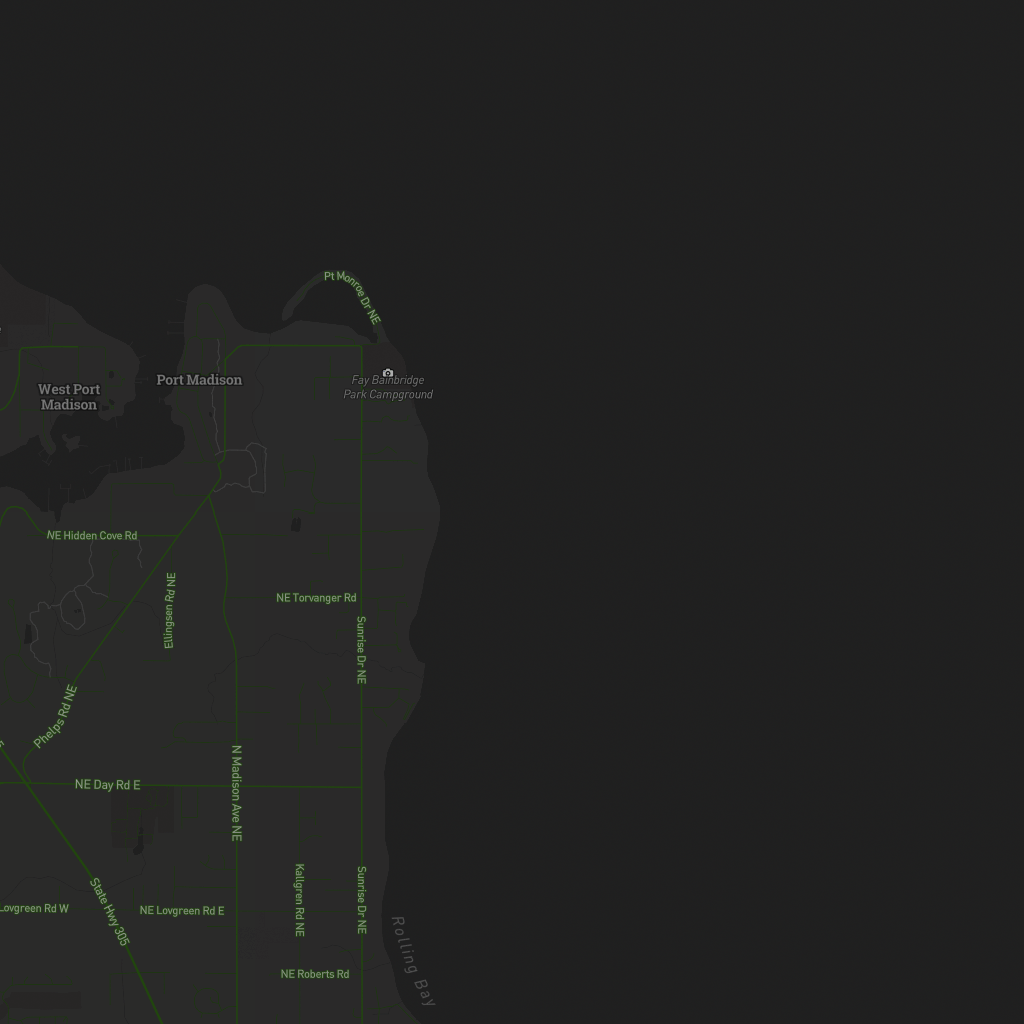 Pt Monroe Dr NE
Port Madison
Fay Bainbridge
Park Campground
West Port
Madison
NE Hidden Cove Rd
Ellingsen Rd NE
NE Torvanger Rd
Sunrise Dr NE
Phelps Rd NE
N Madison Ave NE
NE Day Rd E
Kallgren Rd NE
Sunrise Dr NE
State Hwy 305
Lovgreen Rd W
NE Lovgreen Rd E
Rolling Bay
NE Roberts Rd